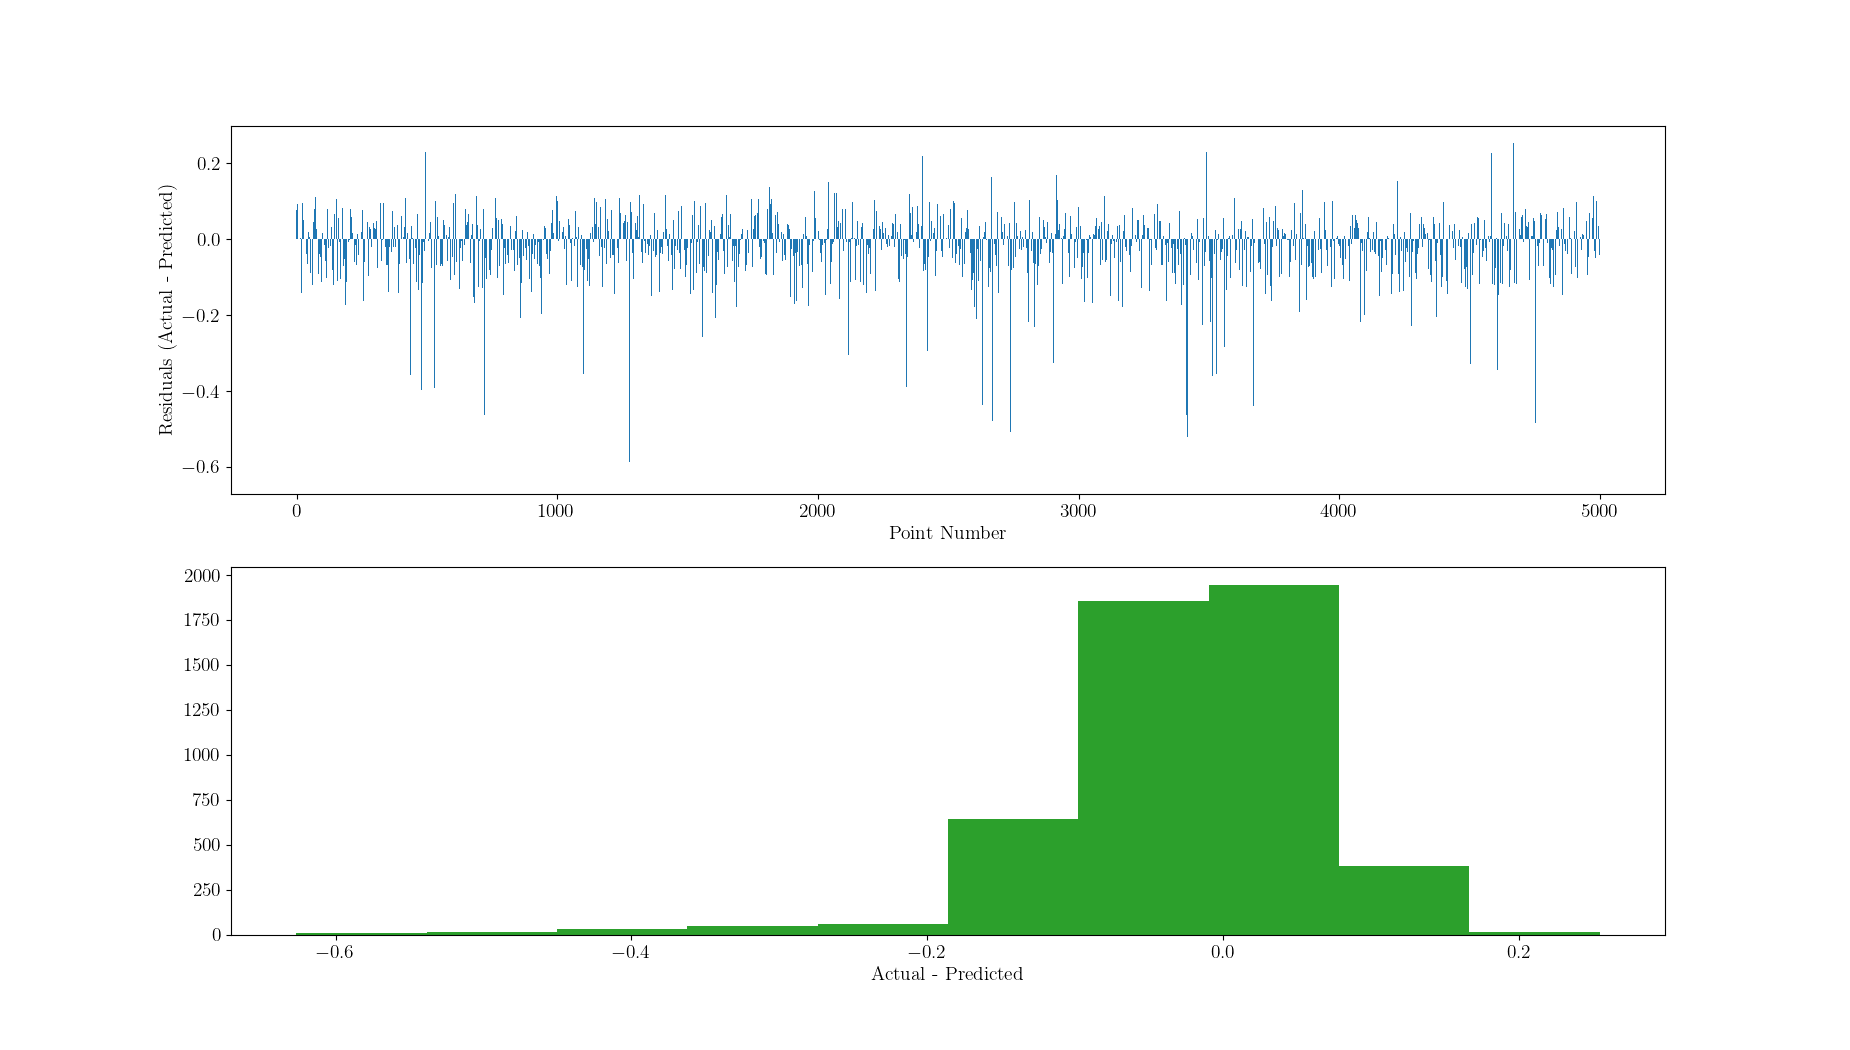 0.2
0.0
−0.2
−0.4
−0.6
Residuals (Actual - Predicted)
0 1000 2000 3000 4000 5000
Point Number
2000
1750
1500
1250
1000
750
500
250
0
−0.6 −0.4 −0.2 0.0 0.2
Actual - Predicted